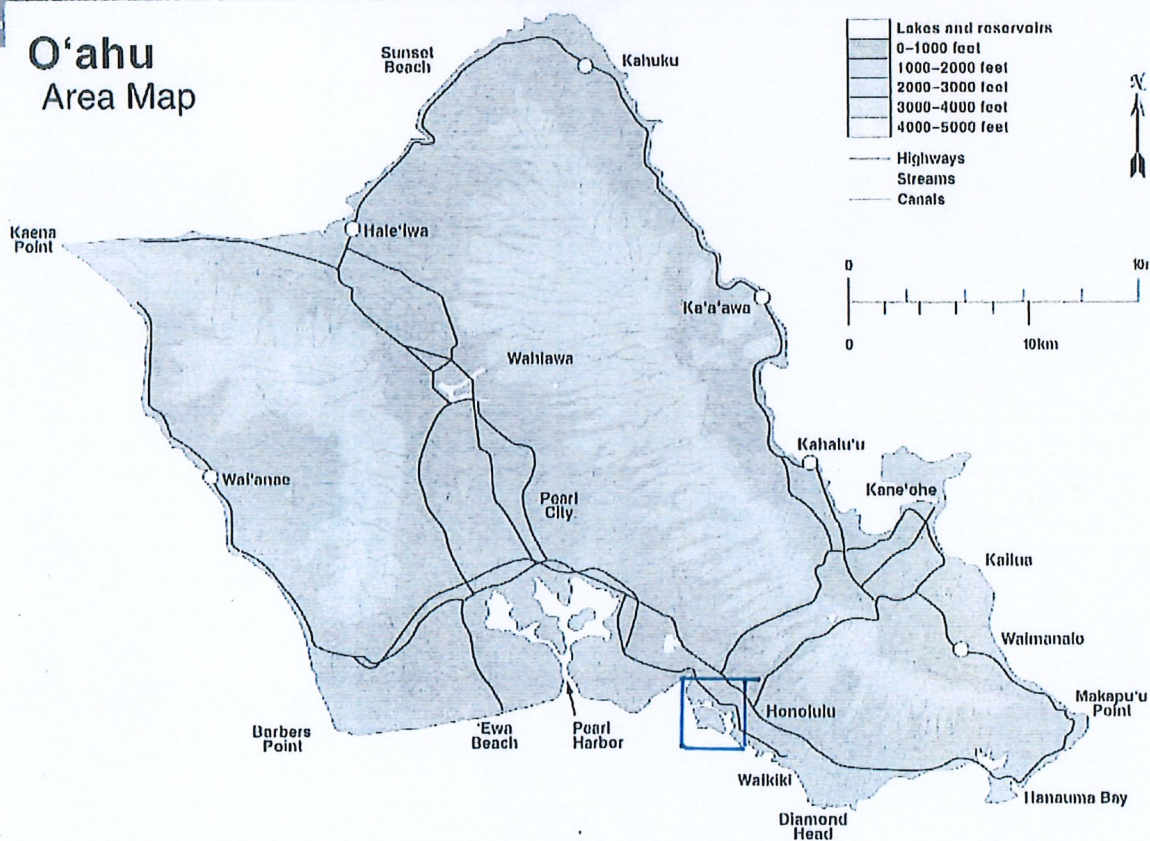 O'ahu
Area Map
Sunset
Beach
Kahuku
Lakes and reservoirs
0–1000 feet
1000–2000 feet
2000–3000 feet
3000–4000 feet
4000–5000 feet
Highways
Streams
Canals
N
Kaena
Point
Hale'iwa
0
10
0
10km
Ka'a'awa
Wahiawa
Kahalu'u
Wai'anae
Kane'ohe
Pearl
City
Kailua
Waimanalo
Makapu'u
Point
Honolulu
Barbers
Point
'Ewa
Beach
Pearl
Harbor
Waikiki
Hanauma Bay
Diamond
Head